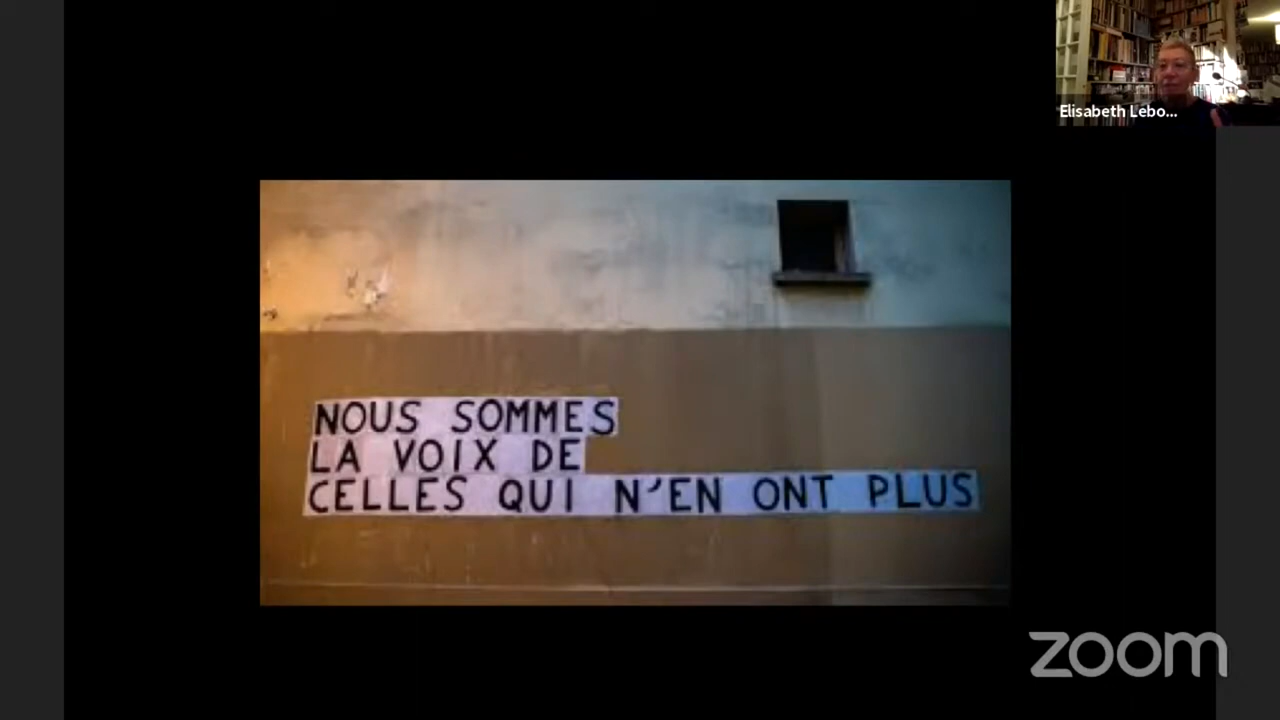 Elisabeth Lebo...
NOUS SOMMES
LA VOIX DE
CELLES QUI N'EN ONT PLUS
zoom